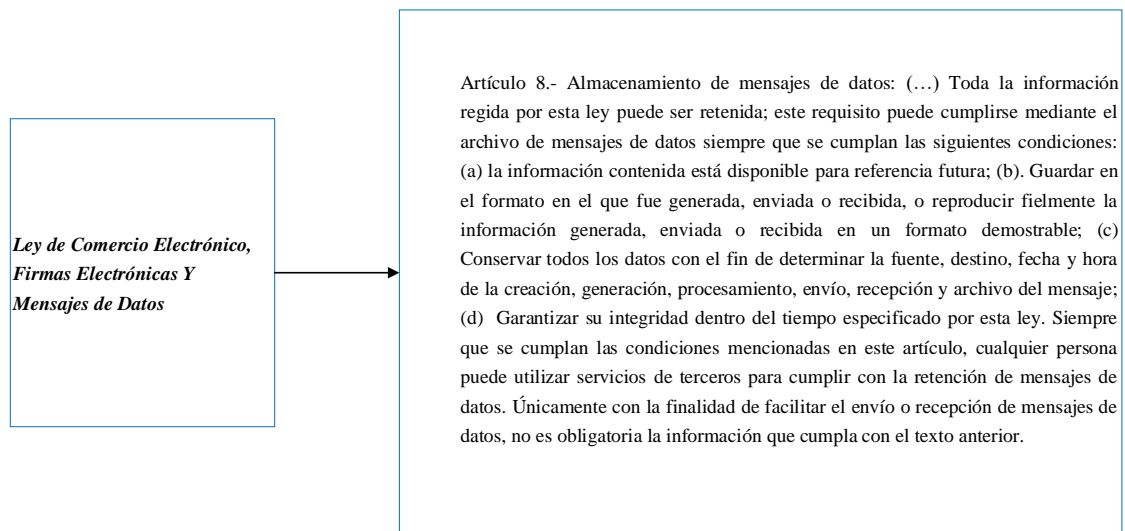 Ley de Comercio Electrónico,
Firmas Electrónicas Y
Mensajes de Datos
Artículo 8.- Almacenamiento de mensajes de datos: (…) Toda la información
regida por esta ley puede ser retenida; este requisito puede cumplirse mediante el
archivo de mensajes de datos siempre que se cumplan las siguientes condiciones:
(a) la información contenida está disponible para referencia futura; (b). Guardar en
el formato en el que fue generada, enviada o recibida, o reproducir fielmente la
información generada, enviada o recibida en un formato demostrable; (c)
Conservar todos los datos con el fin de determinar la fuente, destino, fecha y hora
de la creación, generación, procesamiento, envío, recepción y archivo del mensaje;
(d) Garantizar su integridad dentro del tiempo especificado por esta ley. Siempre
que se cumplan las condiciones mencionadas en este artículo, cualquier persona
puede utilizar servicios de terceros para cumplir con la retención de mensajes de
datos. Únicamente con la finalidad de facilitar el envío o recepción de mensajes de
datos, no es obligatoria la información que cumpla con el texto anterior.